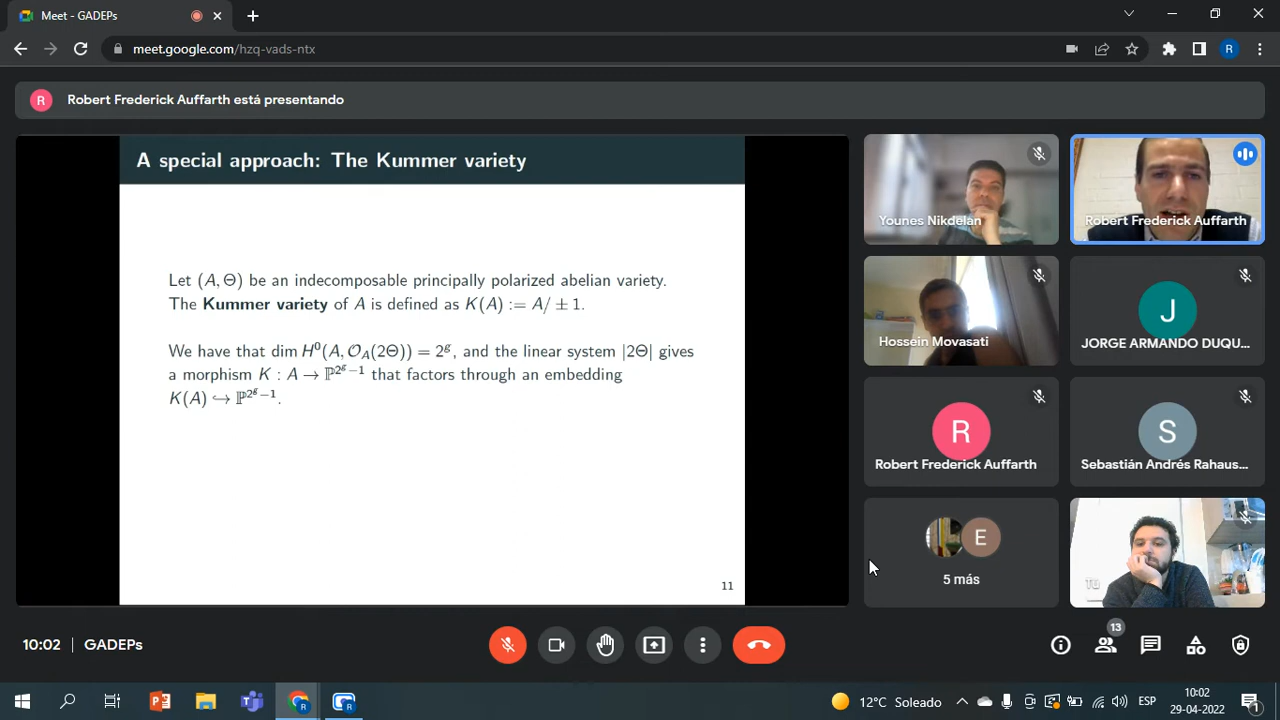 Meet - GADEPs
meet.google.com/hzq-vads-ntx
R
R
Robert Frederick Auffarth está presentando
A special approach: The Kummer variety
Let (A, Θ) be an indecomposable principally polarized abelian variety.
The Kummer variety of A is defined as K(A) := A/ ± 1.
We have that dim H⁰(A, 𝒪_A(2Θ)) = 2^g, and the linear system |2Θ| gives
a morphism K : A → ℙ^{2^g−1} that factors through an embedding
K(A) ↪ ℙ^{2^g−1}.
11
Younes Nikdelan
Robert Frederick Auffarth
Hossein Movasati
J
JORGE ARMANDO DUQU...
R
Robert Frederick Auffarth
S
Sebastián Andrés Rahaus...
E
5 más
TÚ
10:02
GADEPs
13
12°C Soleado
ESP
10:02
29-04-2022
1